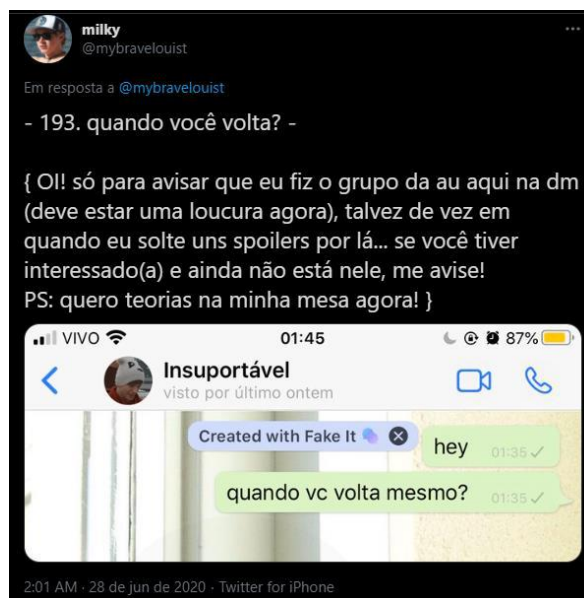 milky
@mybravelouist
Em resposta a @mybravelouist
- 193. quando você volta? -
{ OI! só para avisar que eu fiz o grupo da au aqui na dm
(deve estar uma loucura agora), talvez de vez em
quando eu solte uns spoilers por lá... se você tiver
interessado(a) e ainda não está nele, me avise!
PS: quero teorias na minha mesa agora! }
VIVO 01:45 87%
Insuportável
visto por último ontem
Created with Fake It
hey 01:35
quando vc volta mesmo? 01:35
2:01 AM · 28 de jun de 2020 · Twitter for iPhone